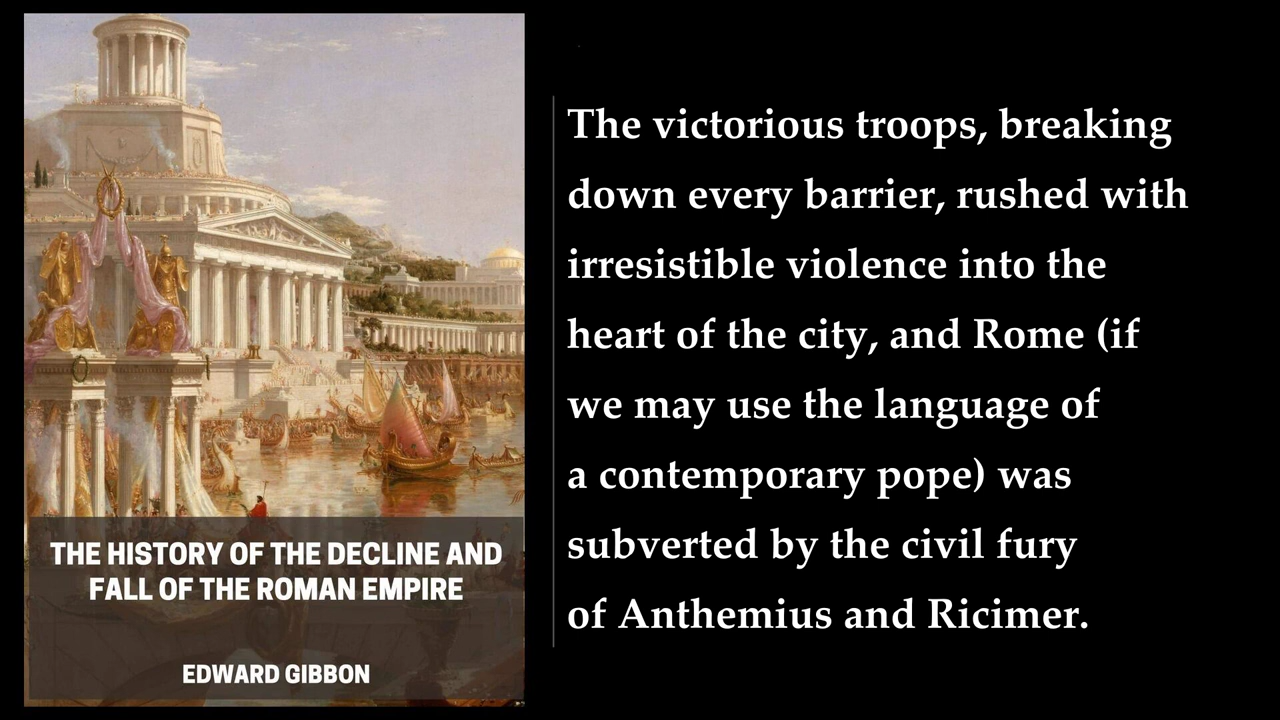 THE HISTORY OF THE DECLINE AND
FALL OF THE ROMAN EMPIRE
EDWARD GIBBON
The victorious troops, breaking
down every barrier, rushed with
irresistible violence into the
heart of the city, and Rome (if
we may use the language of
a contemporary pope) was
subverted by the civil fury
of Anthemius and Ricimer.